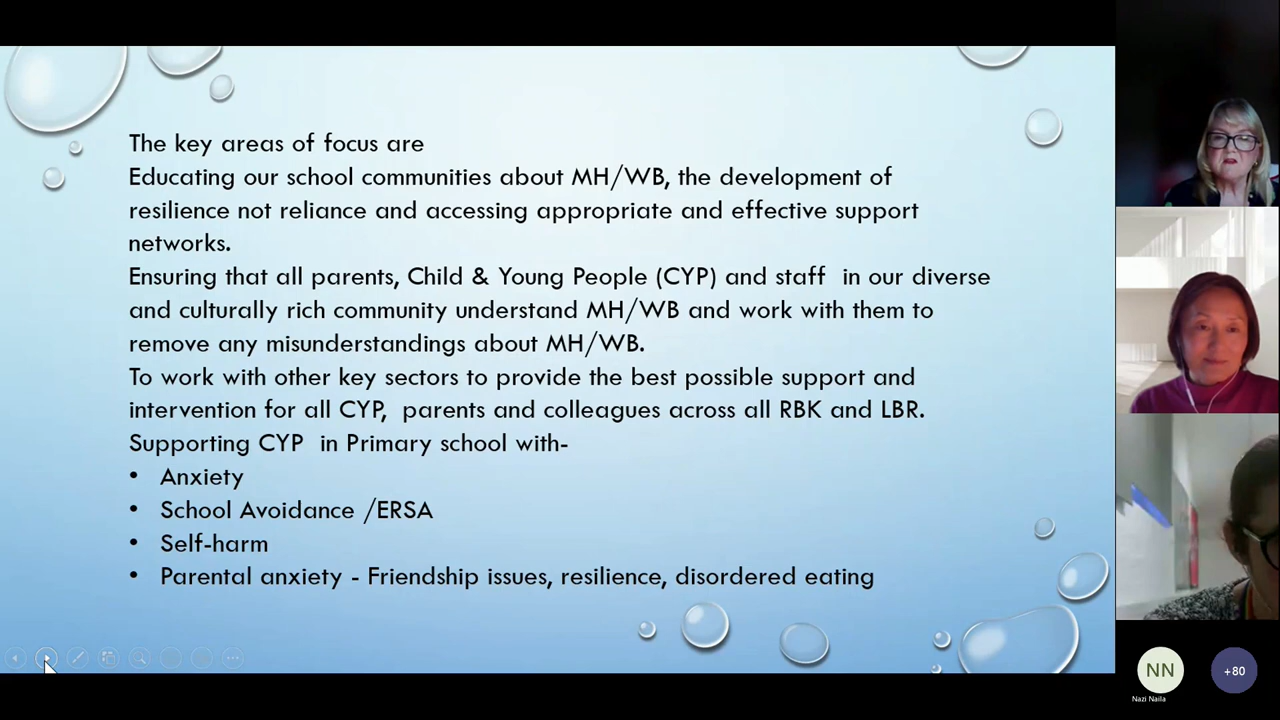 The key areas of focus are
Educating our school communities about MH/WB, the development of
resilience not reliance and accessing appropriate and effective support
networks.
Ensuring that all parents, Child & Young People (CYP) and staff  in our diverse
and culturally rich community understand MH/WB and work with them to
remove any misunderstandings about MH/WB.
To work with other key sectors to provide the best possible support and
intervention for all CYP,  parents and colleagues across all RBK and LBR.
Supporting CYP  in Primary school with-
• Anxiety
• School Avoidance /ERSA
• Self-harm
• Parental anxiety - Friendship issues, resilience, disordered eating
NN
Nazi Naila
+80